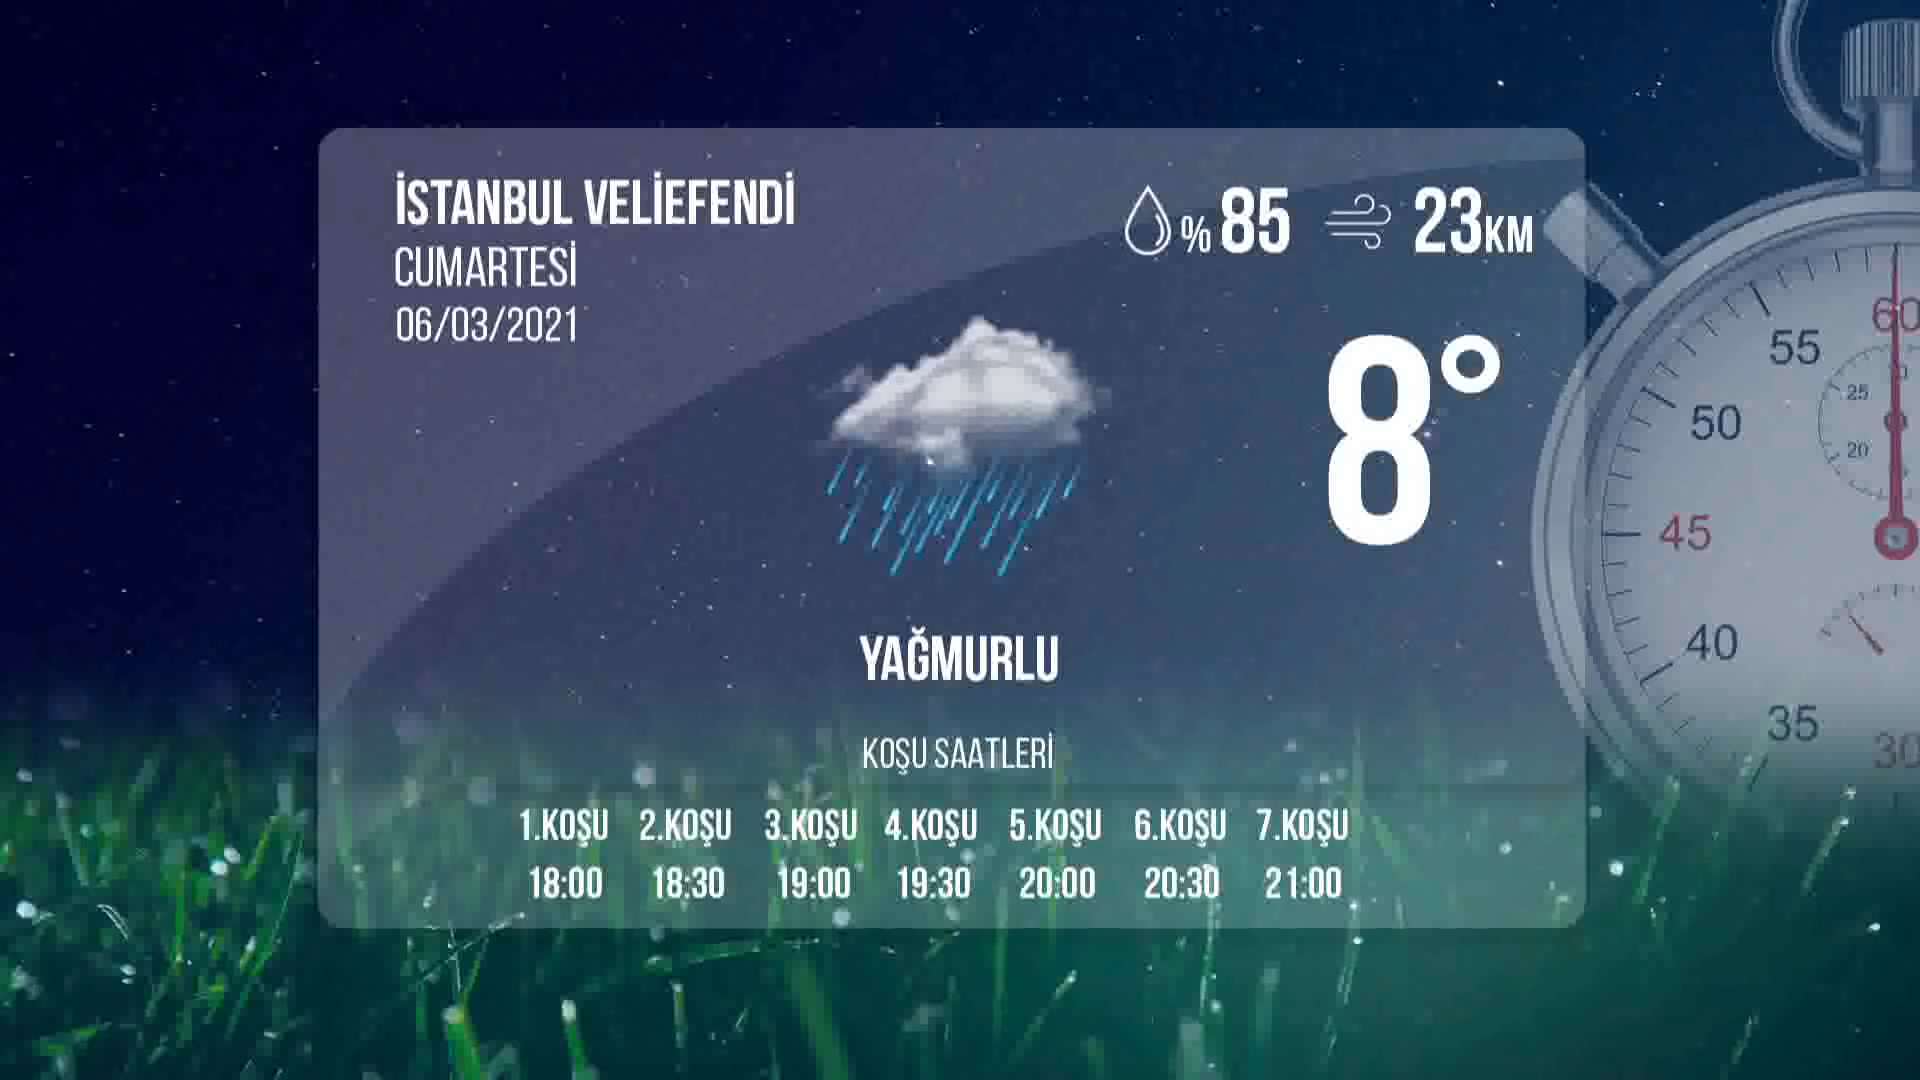 İSTANBUL VELİEFENDİ
CUMARTESİ
06/03/2021
%85 23KM
8°
YAĞMURLU
KOŞU SAATLERİ
1.KOŞU 2.KOŞU 3.KOŞU 4.KOŞU 5.KOŞU 6.KOŞU 7.KOŞU
18:00 18:30 19:00 19:30 20:00 20:30 21:00
60
55
50
45
40
35
30
25
20